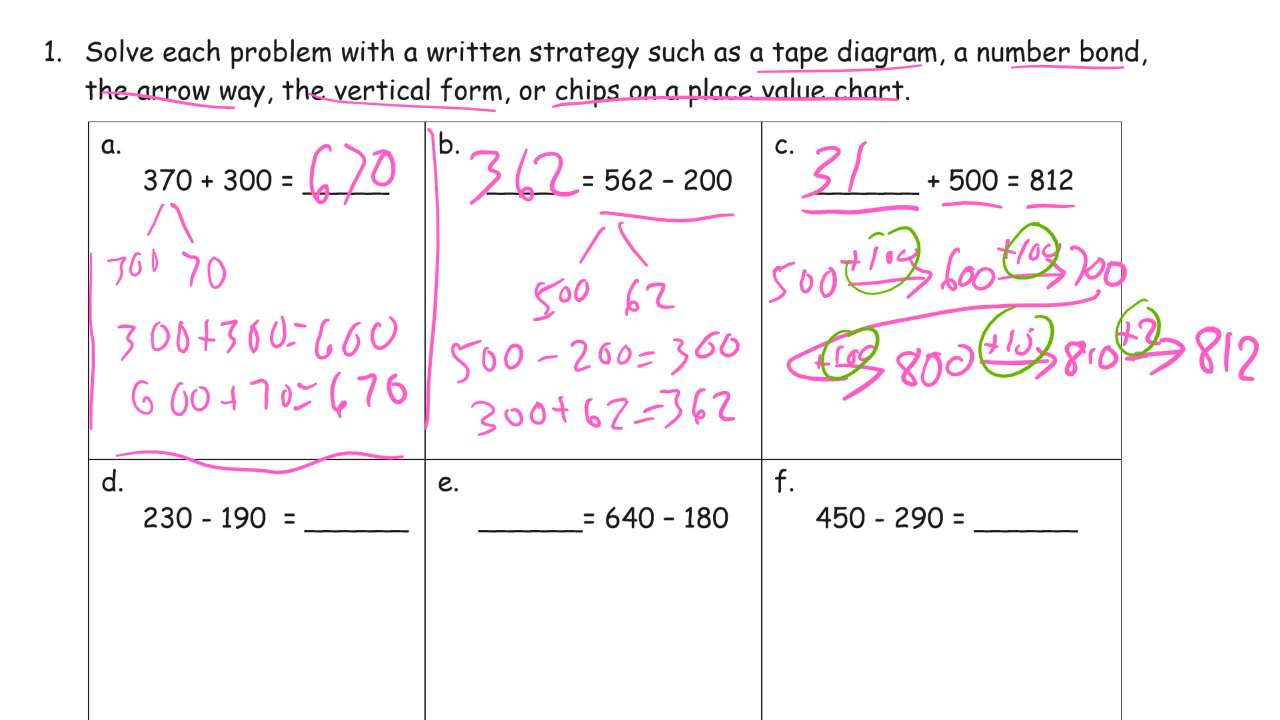 1. Solve each problem with a written strategy such as a tape diagram, a number bond,
the arrow way, the vertical form, or chips on a place value chart.
a.
370 + 300 = 670
300 70
300+300=600
600+70=670
b.
362 = 562 - 200
500 62
500 - 200 = 300
300+62=362
c.
31 + 500 = 812
500 +100 600 +100 700
+100 800 +10 810 +2 812
d.
230 - 190 = ______
e.
______ = 640 – 180
f.
450 - 290 = ______